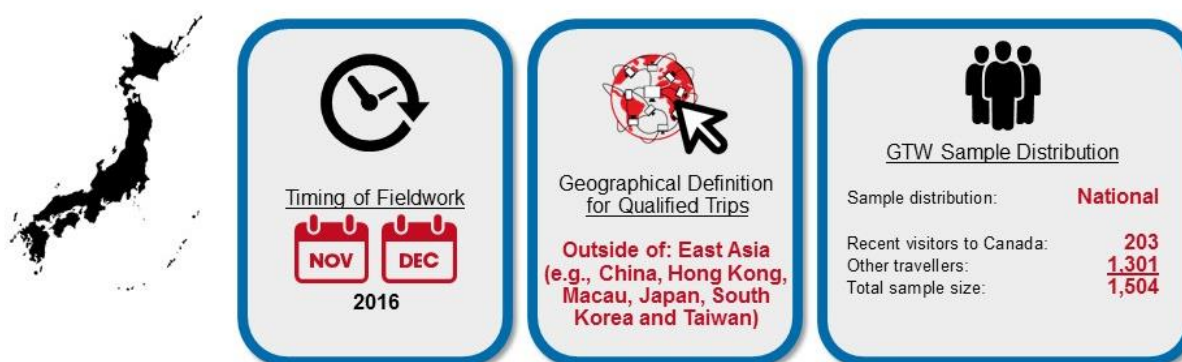 Timing of Fieldwork
NOV DEC
2016
Geographical Definition
for Qualified Trips
Outside of: East Asia
(e.g., China, Hong Kong,
Macau, Japan, South
Korea and Taiwan)
GTW Sample Distribution
Sample distribution: National
Recent visitors to Canada: 203
Other travellers: 1,301
Total sample size: 1,504